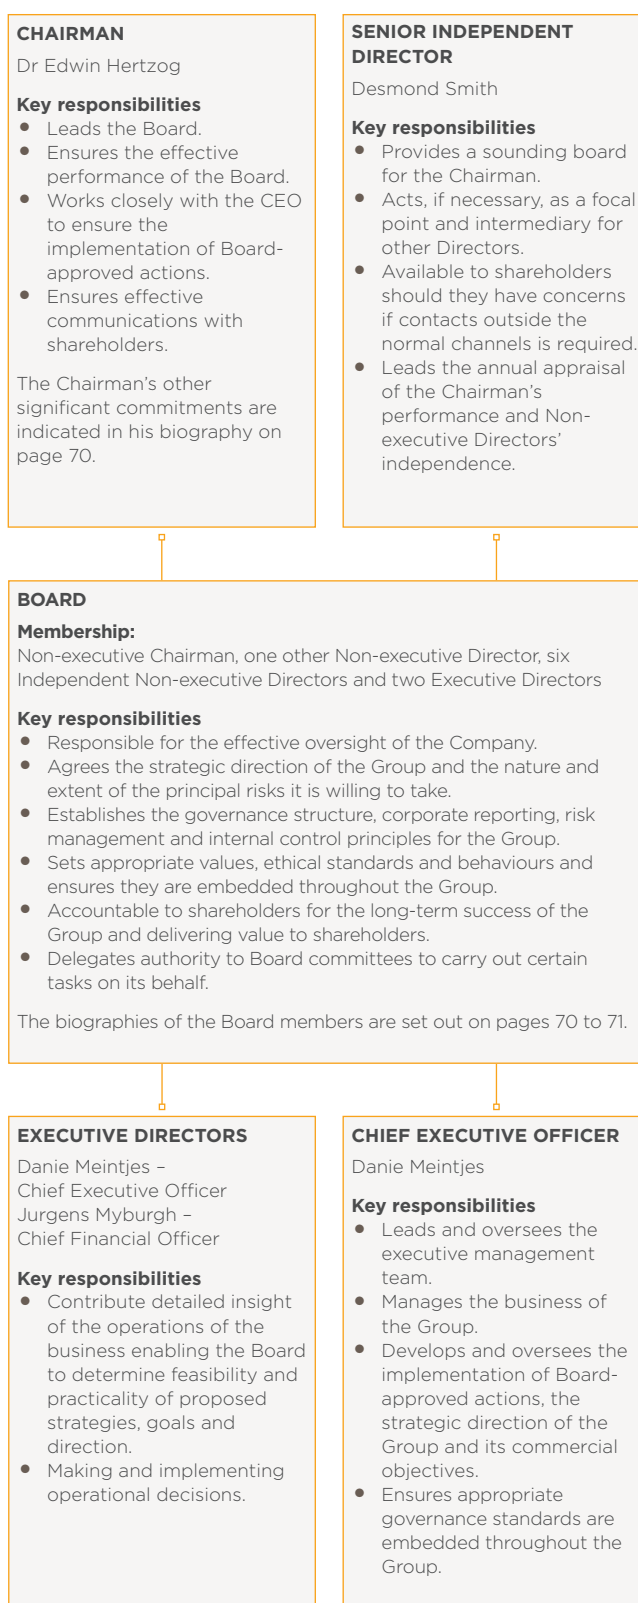 CHAIRMAN
Dr Edwin Hertzog
Key responsibilities
• Leads the Board.
• Ensures the effective
performance of the Board.
• Works closely with the CEO
to ensure the
implementation of Board-
approved actions.
• Ensures effective
communications with
shareholders.
The Chairman’s other
significant commitments are
indicated in his biography on
page 70.
SENIOR INDEPENDENT
DIRECTOR
Desmond Smith
Key responsibilities
• Provides a sounding board
for the Chairman.
• Acts, if necessary, as a focal
point and intermediary for
other Directors.
• Available to shareholders
should they have concerns
if contacts outside the
normal channels is required.
• Leads the annual appraisal
of the Chairman’s
performance and Non-
executive Directors’
independence.
BOARD
Membership:
Non-executive Chairman, one other Non-executive Director, six
Independent Non-executive Directors and two Executive Directors
Key responsibilities
• Responsible for the effective oversight of the Company.
• Agrees the strategic direction of the Group and the nature and
extent of the principal risks it is willing to take.
• Establishes the governance structure, corporate reporting, risk
management and internal control principles for the Group.
• Sets appropriate values, ethical standards and behaviours and
ensures they are embedded throughout the Group.
• Accountable to shareholders for the long-term success of the
Group and delivering value to shareholders.
• Delegates authority to Board committees to carry out certain
tasks on its behalf.
The biographies of the Board members are set out on pages 70 to 71.
EXECUTIVE DIRECTORS
Danie Meintjes –
Chief Executive Officer
Jurgens Myburgh –
Chief Financial Officer
Key responsibilities
• Contribute detailed insight
of the operations of the
business enabling the Board
to determine feasibility and
practicality of proposed
strategies, goals and
direction.
• Making and implementing
operational decisions.
CHIEF EXECUTIVE OFFICER
Danie Meintjes
Key responsibilities
• Leads and oversees the
executive management
team.
• Manages the business of
the Group.
• Develops and oversees the
implementation of Board-
approved actions, the
strategic direction of the
Group and its commercial
objectives.
• Ensures appropriate
governance standards are
embedded throughout the
Group.